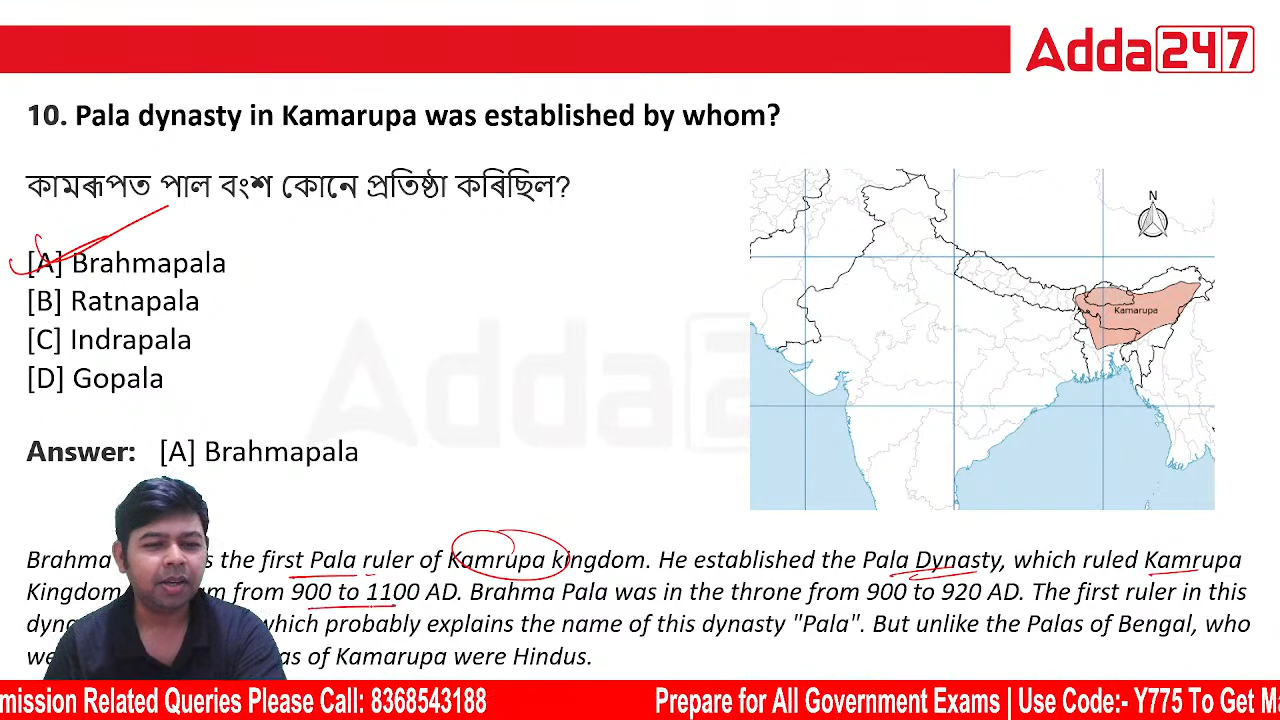 Adda247
10. Pala dynasty in Kamarupa was established by whom?
কামৰূপত পাল বংশ কোনে প্ৰতিষ্ঠা কৰিছিল?
N
Kamarupa
[A] Brahmapala
[B] Ratnapala
[C] Indrapala
[D] Gopala
Adda247
Answer: [A] Brahmapala
Brahma s the first Pala ruler of Kamrupa kingdom. He established the Pala Dynasty, which ruled Kamrupa
Kingdom from 900 to 1100 AD. Brahma Pala was in the throne from 900 to 920 AD. The first ruler in this
which probably explains the name of this dynasty "Pala". But unlike the Palas of Bengal, who
of Kamarupa were Hindus.
mission Related Queries Please Call: 8368543188 Prepare for All Government Exams | Use Code:- Y775 To Get